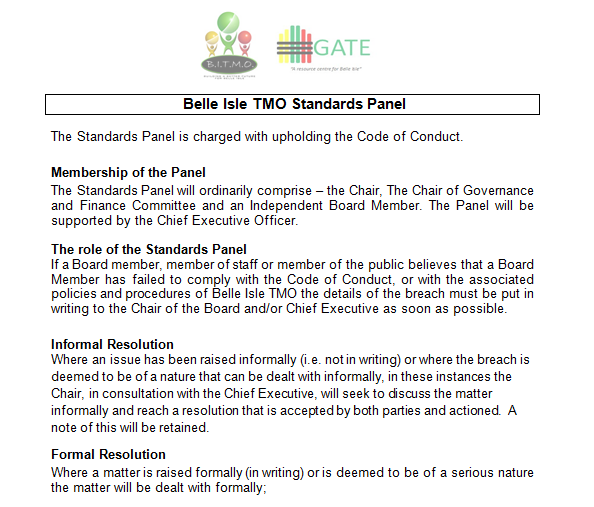 B.I.T.M.O.
GATE
"A resource centre for Belle Isle"
Belle Isle TMO Standards Panel
The Standards Panel is charged with upholding the Code of Conduct.
Membership of the Panel
The Standards Panel will ordinarily comprise – the Chair, The Chair of Governance
and Finance Committee and an Independent Board Member. The Panel will be
supported by the Chief Executive Officer.
The role of the Standards Panel
If a Board member, member of staff or member of the public believes that a Board
Member has failed to comply with the Code of Conduct, or with the associated
policies and procedures of Belle Isle TMO the details of the breach must be put in
writing to the Chair of the Board and/or Chief Executive as soon as possible.
Informal Resolution
Where an issue has been raised informally (i.e. not in writing) or where the breach is
deemed to be of a nature that can be dealt with informally, in these instances the
Chair, in consultation with the Chief Executive, will seek to discuss the matter
informally and reach a resolution that is accepted by both parties and actioned. A
note of this will be retained.
Formal Resolution
Where a matter is raised formally (in writing) or is deemed to be of a serious nature
the matter will be dealt with formally;